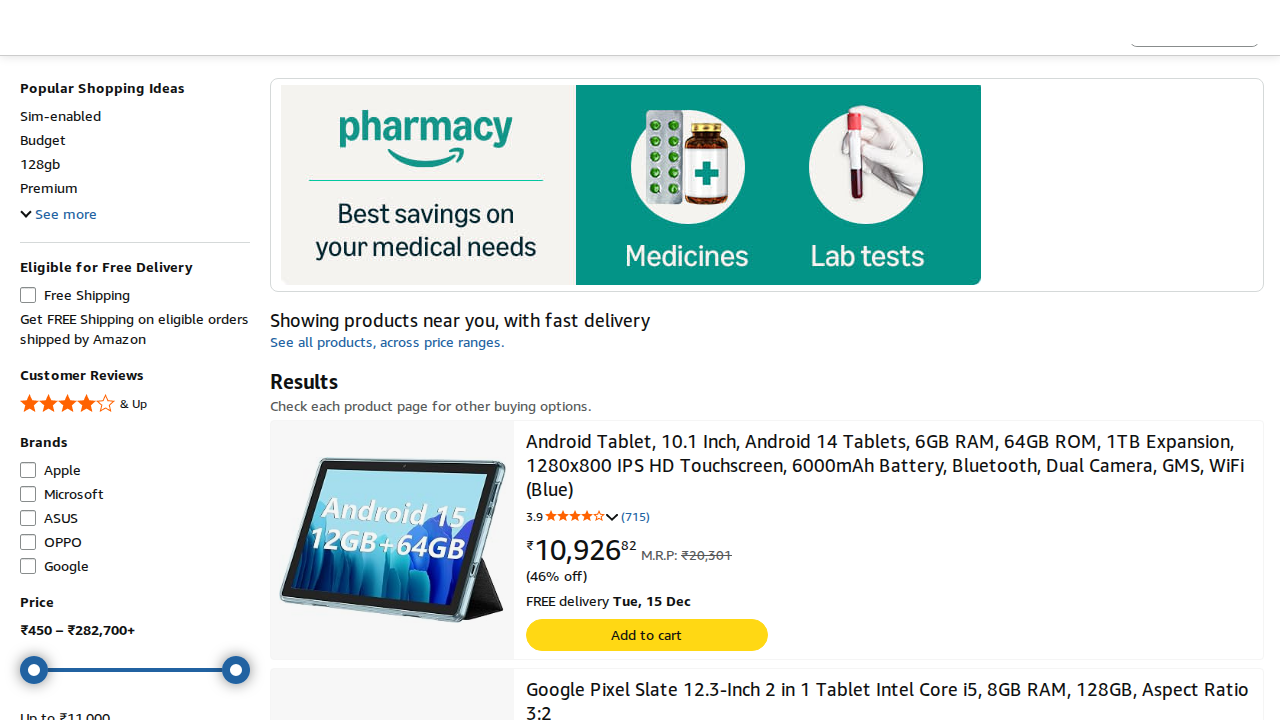 Popular Shopping Ideas
Sim-enabled
Budget
128gb
Premium
See more
Eligible for Free Delivery
Free Shipping
Get FREE Shipping on eligible orders
shipped by Amazon
Customer Reviews
& Up
Brands
Apple
Microsoft
ASUS
OPPO
Google
Price
₹450 – ₹282,700+
Up to ₹11,000
pharmacy
Best savings on
your medical needs
Medicines
Lab tests
Showing products near you, with fast delivery
See all products, across price ranges.
Results
Check each product page for other buying options.
Android 15
12GB+64GB
Android Tablet, 10.1 Inch, Android 14 Tablets, 6GB RAM, 64GB ROM, 1TB Expansion,
1280x800 IPS HD Touchscreen, 6000mAh Battery, Bluetooth, Dual Camera, GMS, WiFi
(Blue)
3.9 (715)
₹10,926.82 M.R.P: ₹20,301
(46% off)
FREE delivery Tue, 15 Dec
Add to cart
Google Pixel Slate 12.3-Inch 2 in 1 Tablet Intel Core i5, 8GB RAM, 128GB, Aspect Ratio
3:2